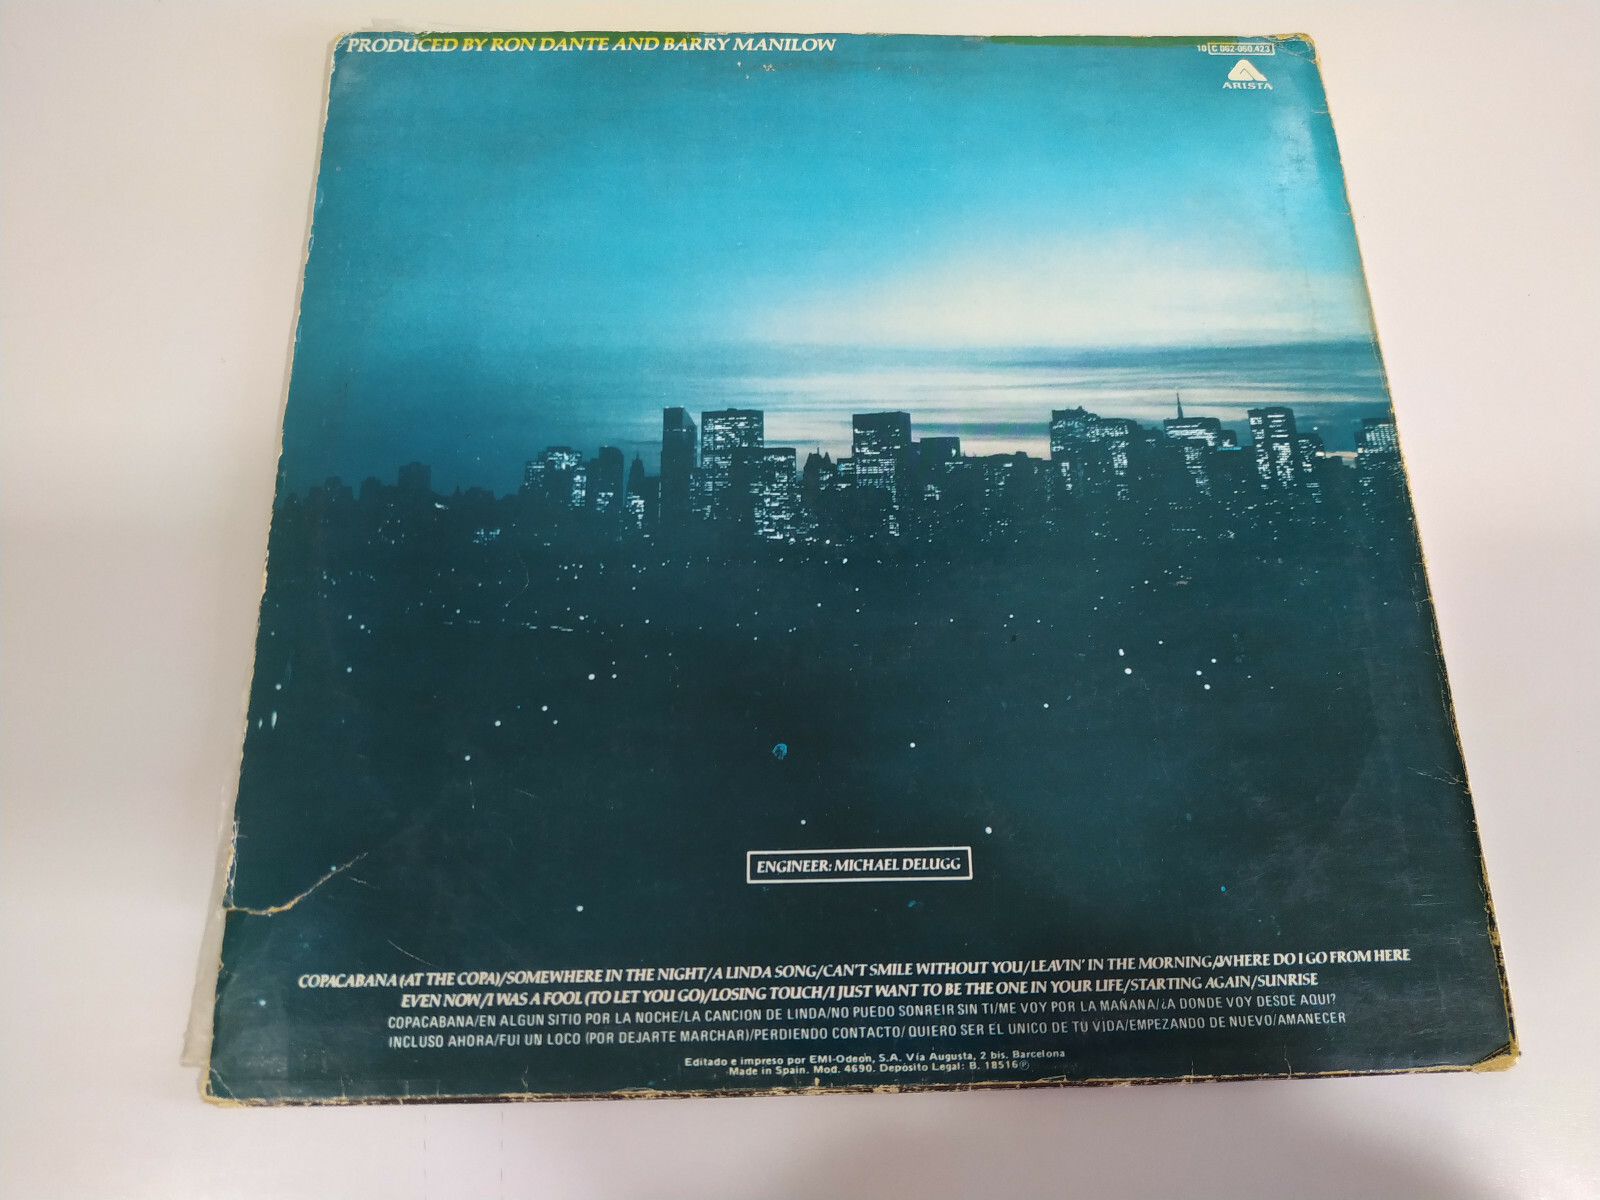 PRODUCED BY RON DANTE AND BARRY MANILOW
10 C 062-060.423
ARISTA
ENGINEER: MICHAEL DELUGG
COPACABANA (AT THE COPA)/SOMEWHERE IN THE NIGHT/A LINDA SONG/CAN'T SMILE WITHOUT YOU/LEAVIN' IN THE MORNING/WHERE DO I GO FROM HERE
EVEN NOW/I WAS A FOOL (TO LET YOU GO)/LOSING TOUCH/I JUST WANT TO BE THE ONE IN YOUR LIFE/STARTING AGAIN/SUNRISE
COPACABANA/EN ALGUN SITIO POR LA NOCHE/LA CANCION DE LINDA/NO PUEDO SONREIR SIN TI/ME VOY POR LA MAÑANA/¿A DONDE VOY DESDE AQUI?
INCLUSO AHORA/FUI UN LOCO (POR DEJARTE MARCHAR)/PERDIENDO CONTACTO/QUIERO SER EL UNICO DE TU VIDA/EMPEZANDO DE NUEVO/AMANECER
Editado e impreso por EMI-Odeón, S.A. Vía Augusta, 2 bis. Barcelona
Made in Spain. Mod. 4690. Depósito Legal: B. 18516 ℗